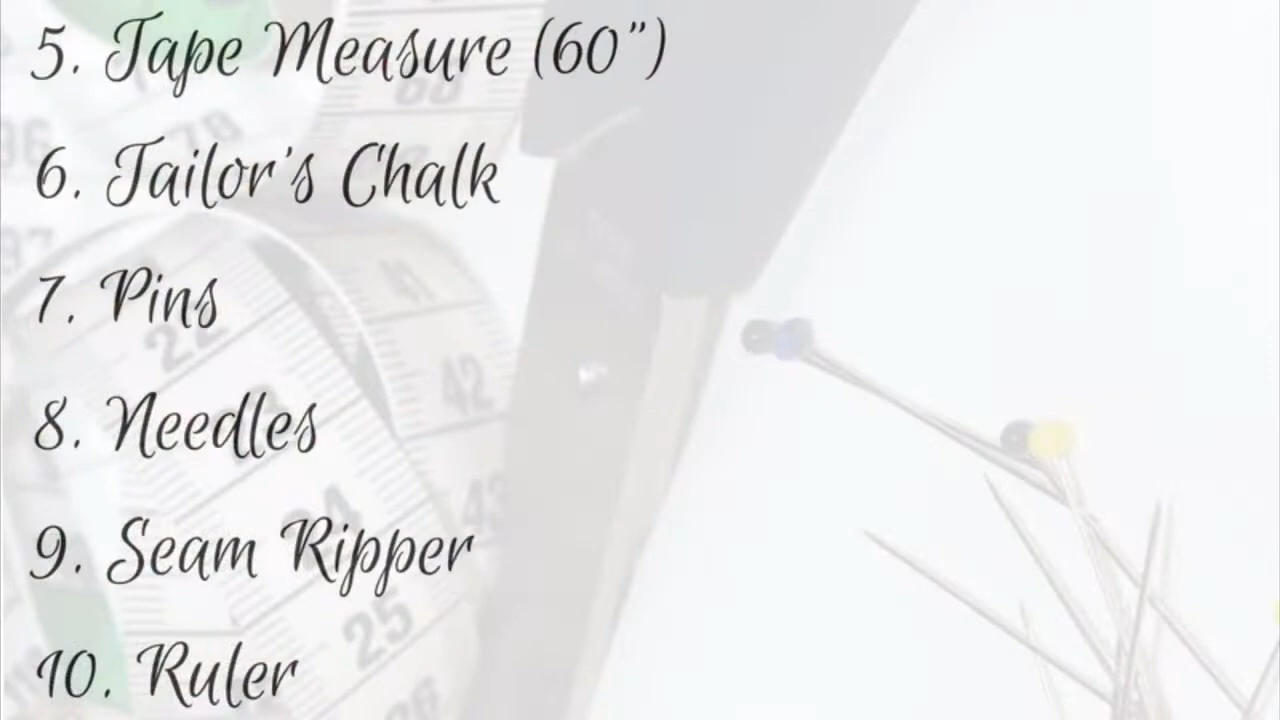 5. Tape Measure (60")
6. Tailor's Chalk
7. Pins
8. Needles
9. Seam Ripper
10. Ruler